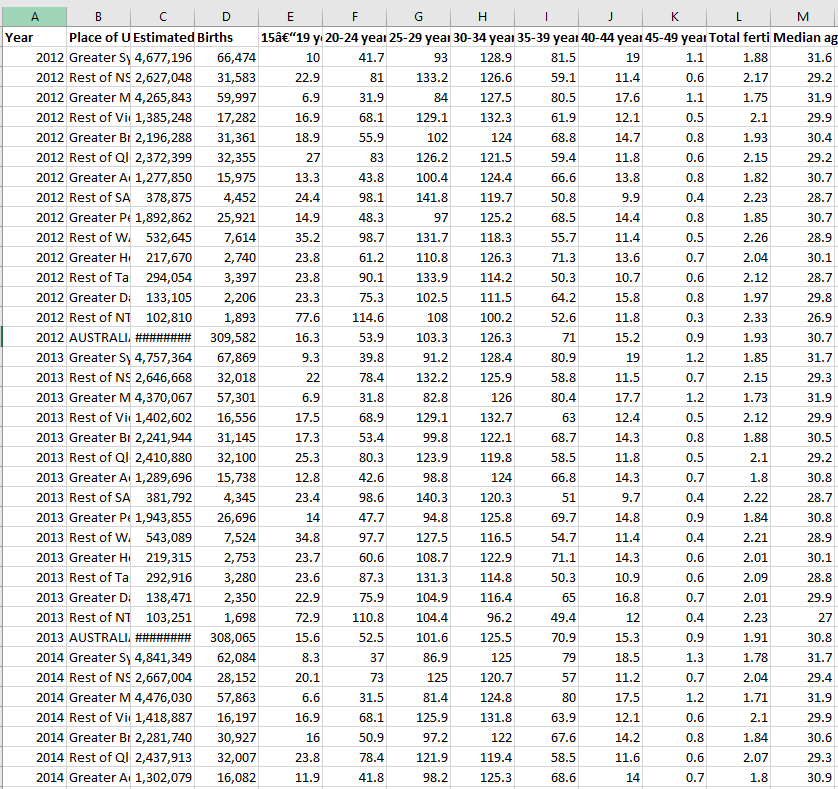 A B C D E F G H I J K L M
Year Place of U Estimated Births 15â€“19 y 20-24 year 25-29 year 30-34 year 35-39 year 40-44 year 45-49 year Total ferti Median ag
2012 Greater Sy 4,677,196 66,474 10 41.7 93 128.9 81.5 19 1.1 1.88 31.6
2012 Rest of NS 2,627,048 31,583 22.9 81 133.2 126.6 59.1 11.4 0.6 2.17 29.2
2012 Greater M 4,265,843 59,997 6.9 31.9 84 127.5 80.5 17.6 1.1 1.75 31.9
2012 Rest of Vi 1,385,248 17,282 16.9 68.1 129.1 132.3 61.9 12.1 0.5 2.1 29.9
2012 Greater Br 2,196,288 31,361 18.9 55.9 102 124 68.8 14.7 0.8 1.93 30.4
2012 Rest of Ql 2,372,399 32,355 27 83 126.2 121.5 59.4 11.8 0.6 2.15 29.2
2012 Greater A 1,277,850 15,975 13.3 43.8 100.4 124.4 66.6 13.8 0.8 1.82 30.7
2012 Rest of SA 378,875 4,452 24.4 98.1 141.8 119.7 50.8 9.9 0.4 2.23 28.7
2012 Greater Pe 1,892,862 25,921 14.9 48.3 97 125.2 68.5 14.4 0.8 1.85 30.7
2012 Rest of W 532,645 7,614 35.2 98.7 131.7 118.3 55.7 11.4 0.5 2.26 28.9
2012 Greater H 217,670 2,740 23.8 61.2 110.8 126.3 71.3 13.6 0.7 2.04 30.1
2012 Rest of Ta 294,054 3,397 23.8 90.1 133.9 114.2 50.3 10.7 0.6 2.12 28.7
2012 Greater Da 133,105 2,206 23.3 75.3 102.5 111.5 64.2 15.8 0.8 1.97 29.8
2012 Rest of NT 102,810 1,893 77.6 114.6 108 100.2 52.6 11.8 0.3 2.33 26.9
2012 AUSTRALI ######## 309,582 16.3 53.9 103.3 126.3 71 15.2 0.9 1.93 30.7
2013 Greater Sy 4,757,364 67,869 9.3 39.8 91.2 128.4 80.9 19 1.2 1.85 31.7
2013 Rest of NS 2,646,668 32,018 22 78.4 132.2 125.9 58.8 11.5 0.7 2.15 29.3
2013 Greater M 4,370,067 57,301 6.9 31.8 82.8 126 80.4 17.7 1.2 1.73 31.9
2013 Rest of Vi 1,402,602 16,556 17.5 68.9 129.1 132.7 63 12.4 0.5 2.12 29.9
2013 Greater Br 2,241,944 31,145 17.3 53.4 99.8 122.1 68.7 14.3 0.8 1.88 30.5
2013 Rest of Ql 2,410,880 32,100 25.3 80.3 123.9 119.8 58.5 11.8 0.5 2.1 29.2
2013 Greater A 1,289,696 15,738 12.8 42.6 98.8 124 66.8 14.3 0.7 1.8 30.8
2013 Rest of SA 381,792 4,345 23.4 98.6 140.3 120.3 51 9.7 0.4 2.22 28.7
2013 Greater Pe 1,943,855 26,696 14 47.7 94.8 125.8 69.7 14.8 0.9 1.84 30.8
2013 Rest of W 543,089 7,524 34.8 97.7 127.5 116.5 54.7 11.4 0.4 2.21 28.9
2013 Greater H 219,315 2,753 23.7 60.6 108.7 122.9 71.1 14.3 0.6 2.01 30.1
2013 Rest of Ta 292,916 3,280 23.6 87.3 131.3 114.8 50.3 10.9 0.6 2.09 28.8
2013 Greater Da 138,471 2,350 22.9 75.9 104.9 116.4 65 16.8 0.7 2.01 29.9
2013 Rest of NT 103,251 1,698 72.9 110.8 104.4 96.2 49.4 12 0.4 2.23 27
2013 AUSTRALI ######## 308,065 15.6 52.5 101.6 125.5 70.9 15.3 0.9 1.91 30.8
2014 Greater Sy 4,841,349 62,084 8.3 37 86.9 125 79 18.5 1.3 1.78 31.7
2014 Rest of NS 2,667,004 28,152 20.1 73 125 120.7 57 11.2 0.7 2.04 29.4
2014 Greater M 4,476,030 57,863 6.6 31.5 81.4 124.8 80 17.5 1.2 1.71 31.9
2014 Rest of Vi 1,418,887 16,197 16.9 68.1 125.9 131.8 63.9 12.1 0.6 2.1 29.9
2014 Greater Br 2,281,740 30,927 16 50.9 97.2 122 67.6 14.2 0.8 1.84 30.6
2014 Rest of Ql 2,437,913 32,007 23.8 78.4 121.9 119.4 58.5 11.6 0.6 2.07 29.3
2014 Greater A 1,302,079 16,082 11.9 41.8 98.2 125.3 68.6 14 0.7 1.8 30.9